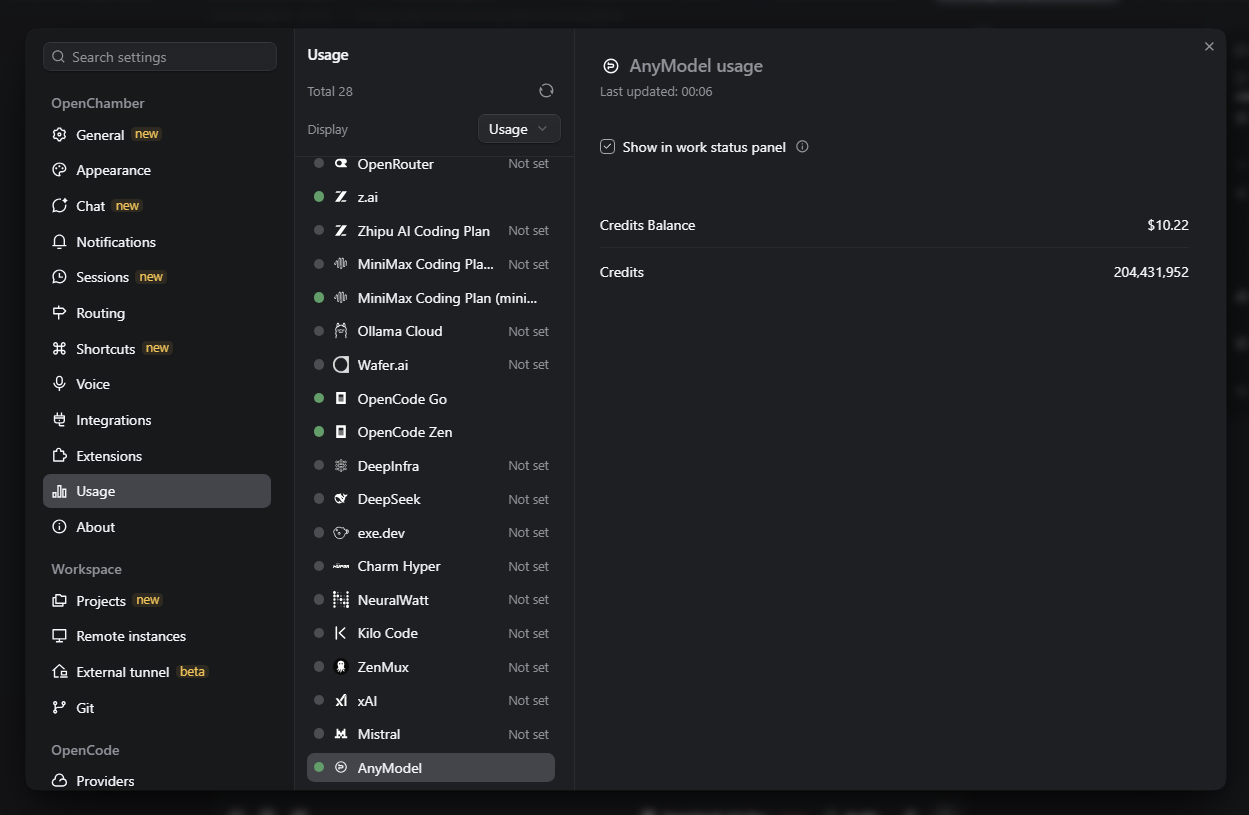 Search settings
OpenChamber
General new
Appearance
Chat new
Notifications
Sessions new
Routing
Shortcuts new
Voice
Integrations
Extensions
Usage
About
Workspace
Projects new
Remote instances
External tunnel beta
Git
OpenCode
Providers
Usage
Total 28
Display Usage
OpenRouter Not set
z.ai
Zhipu AI Coding Plan Not set
MiniMax Coding Pla... Not set
MiniMax Coding Plan (mini...
Ollama Cloud Not set
Wafer.ai Not set
OpenCode Go
OpenCode Zen
DeepInfra Not set
DeepSeek Not set
exe.dev Not set
Charm Hyper Not set
NeuralWatt Not set
Kilo Code Not set
ZenMux Not set
xAI Not set
Mistral Not set
AnyModel
AnyModel usage
Last updated: 00:06
Show in work status panel
Credits Balance $10.22
Credits 204,431,952